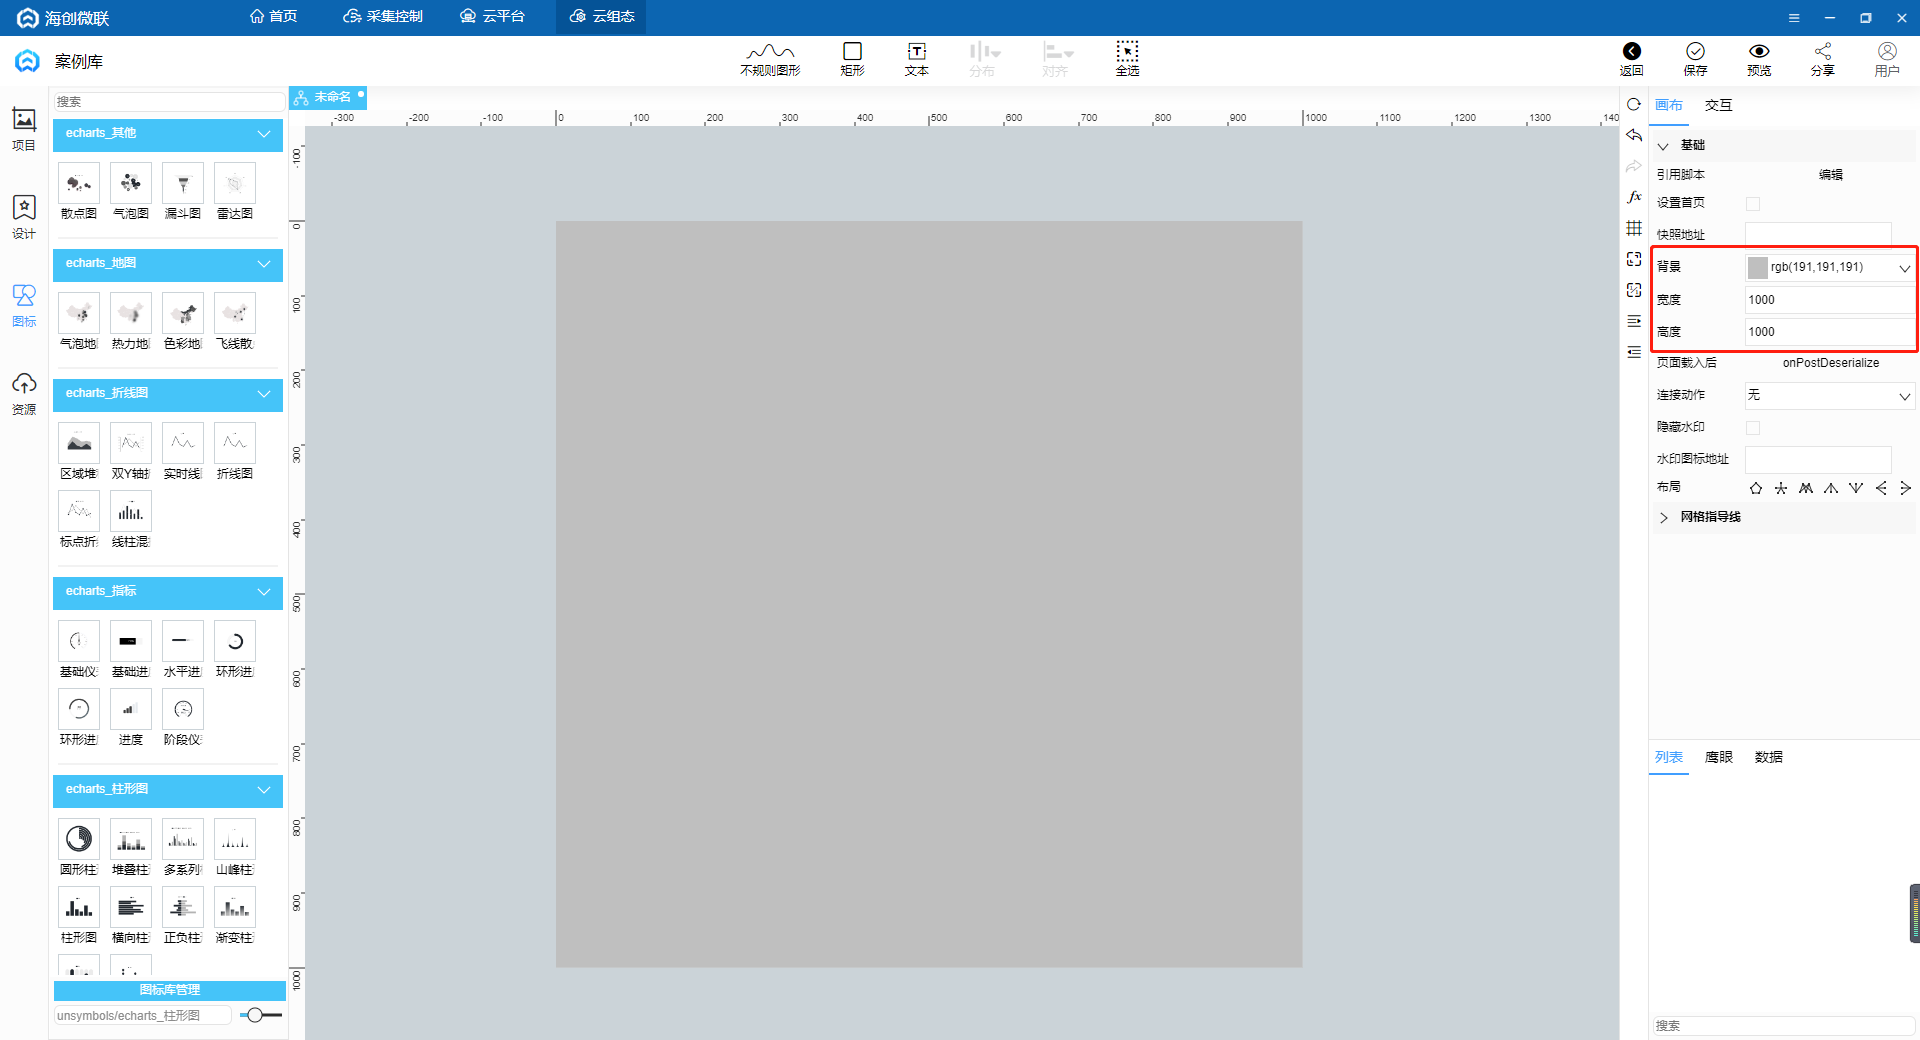 海创微联
首页
采集控制
云平台
云组态
案例库
不规则图形
矩形
文本
分布
对齐
全选
返回
保存
预览
分享
用户
项目
设计
图标
资源
搜索
echarts_其他
散点图
气泡图
漏斗图
雷达图
echarts_地图
气泡地
热力地
色彩地
飞线散
echarts_折线图
区域堆
双Y轴折
实时线
折线图
标点折
线柱混
echarts_指标
基础仪
基础进
水平进
环形进
环形进
进度
阶段仪
echarts_柱形图
圆形柱
堆叠柱
多系列
山峰柱
柱形图
横向柱
正负柱
渐变柱
图标库管理
unsymbols/echarts_柱形图
未命名
-300 -200 -100 0 100 200 300 400 500 600 700 800 900 1000 1100 1200 1300 140
-100
0
100
200
300
400
500
600
700
800
900
1000
fx
画布
交互
基础
引用脚本
编辑
设置首页
快照地址
背景
rgb(191,191,191)
宽度
1000
高度
1000
页面载入后
onPostDeserialize
连接动作
无
隐藏水印
水印图标地址
布局
网格指导线
列表
鹰眼
数据
搜索